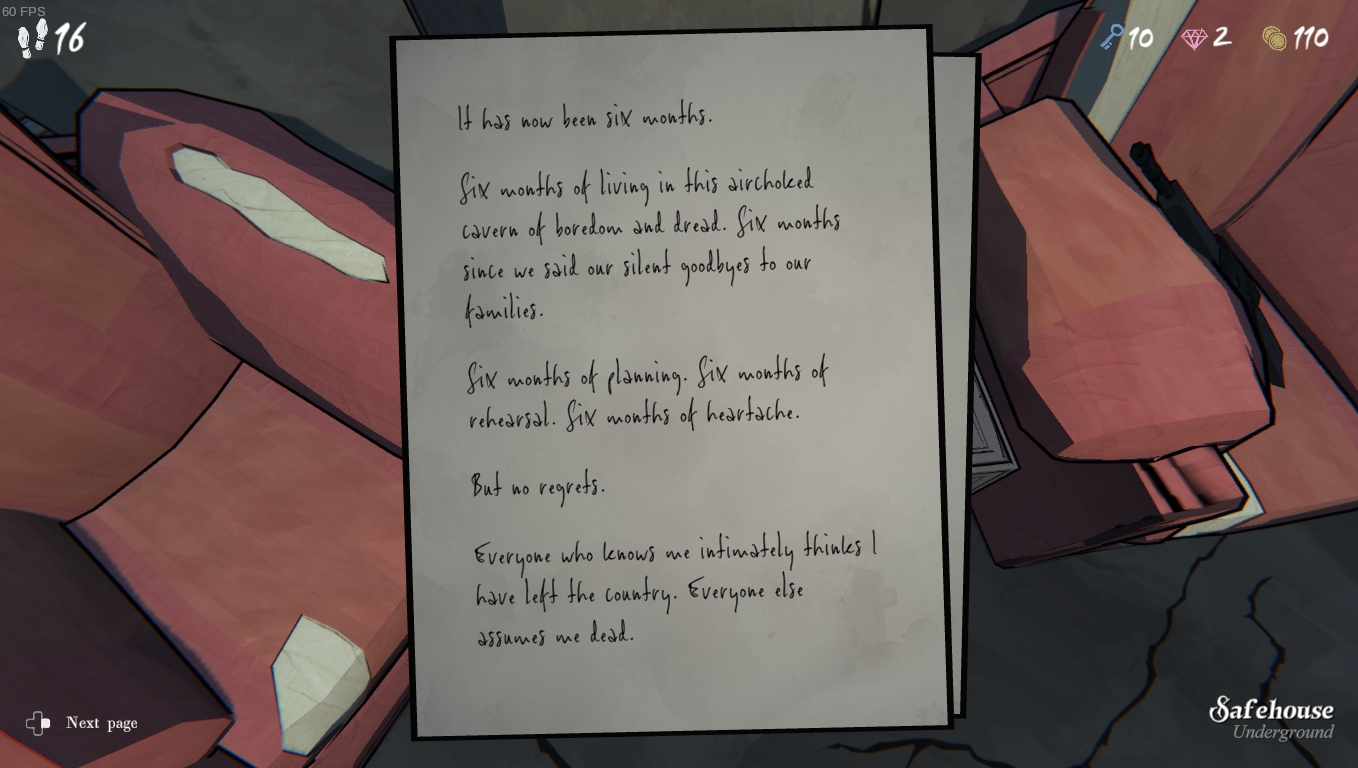 60 FPS
16
10
2
110
It has now been six months.
Six months of living in this airchoked
cavern of boredom and dread. Six months
since we said our silent goodbyes to our
families.
Six months of planning. Six months of
rehearsal. Six months of heartache.
But no regrets.
Everyone who knows me intimately thinks I
have left the country. Everyone else
assumes me dead.
Next page
Safehouse
Underground